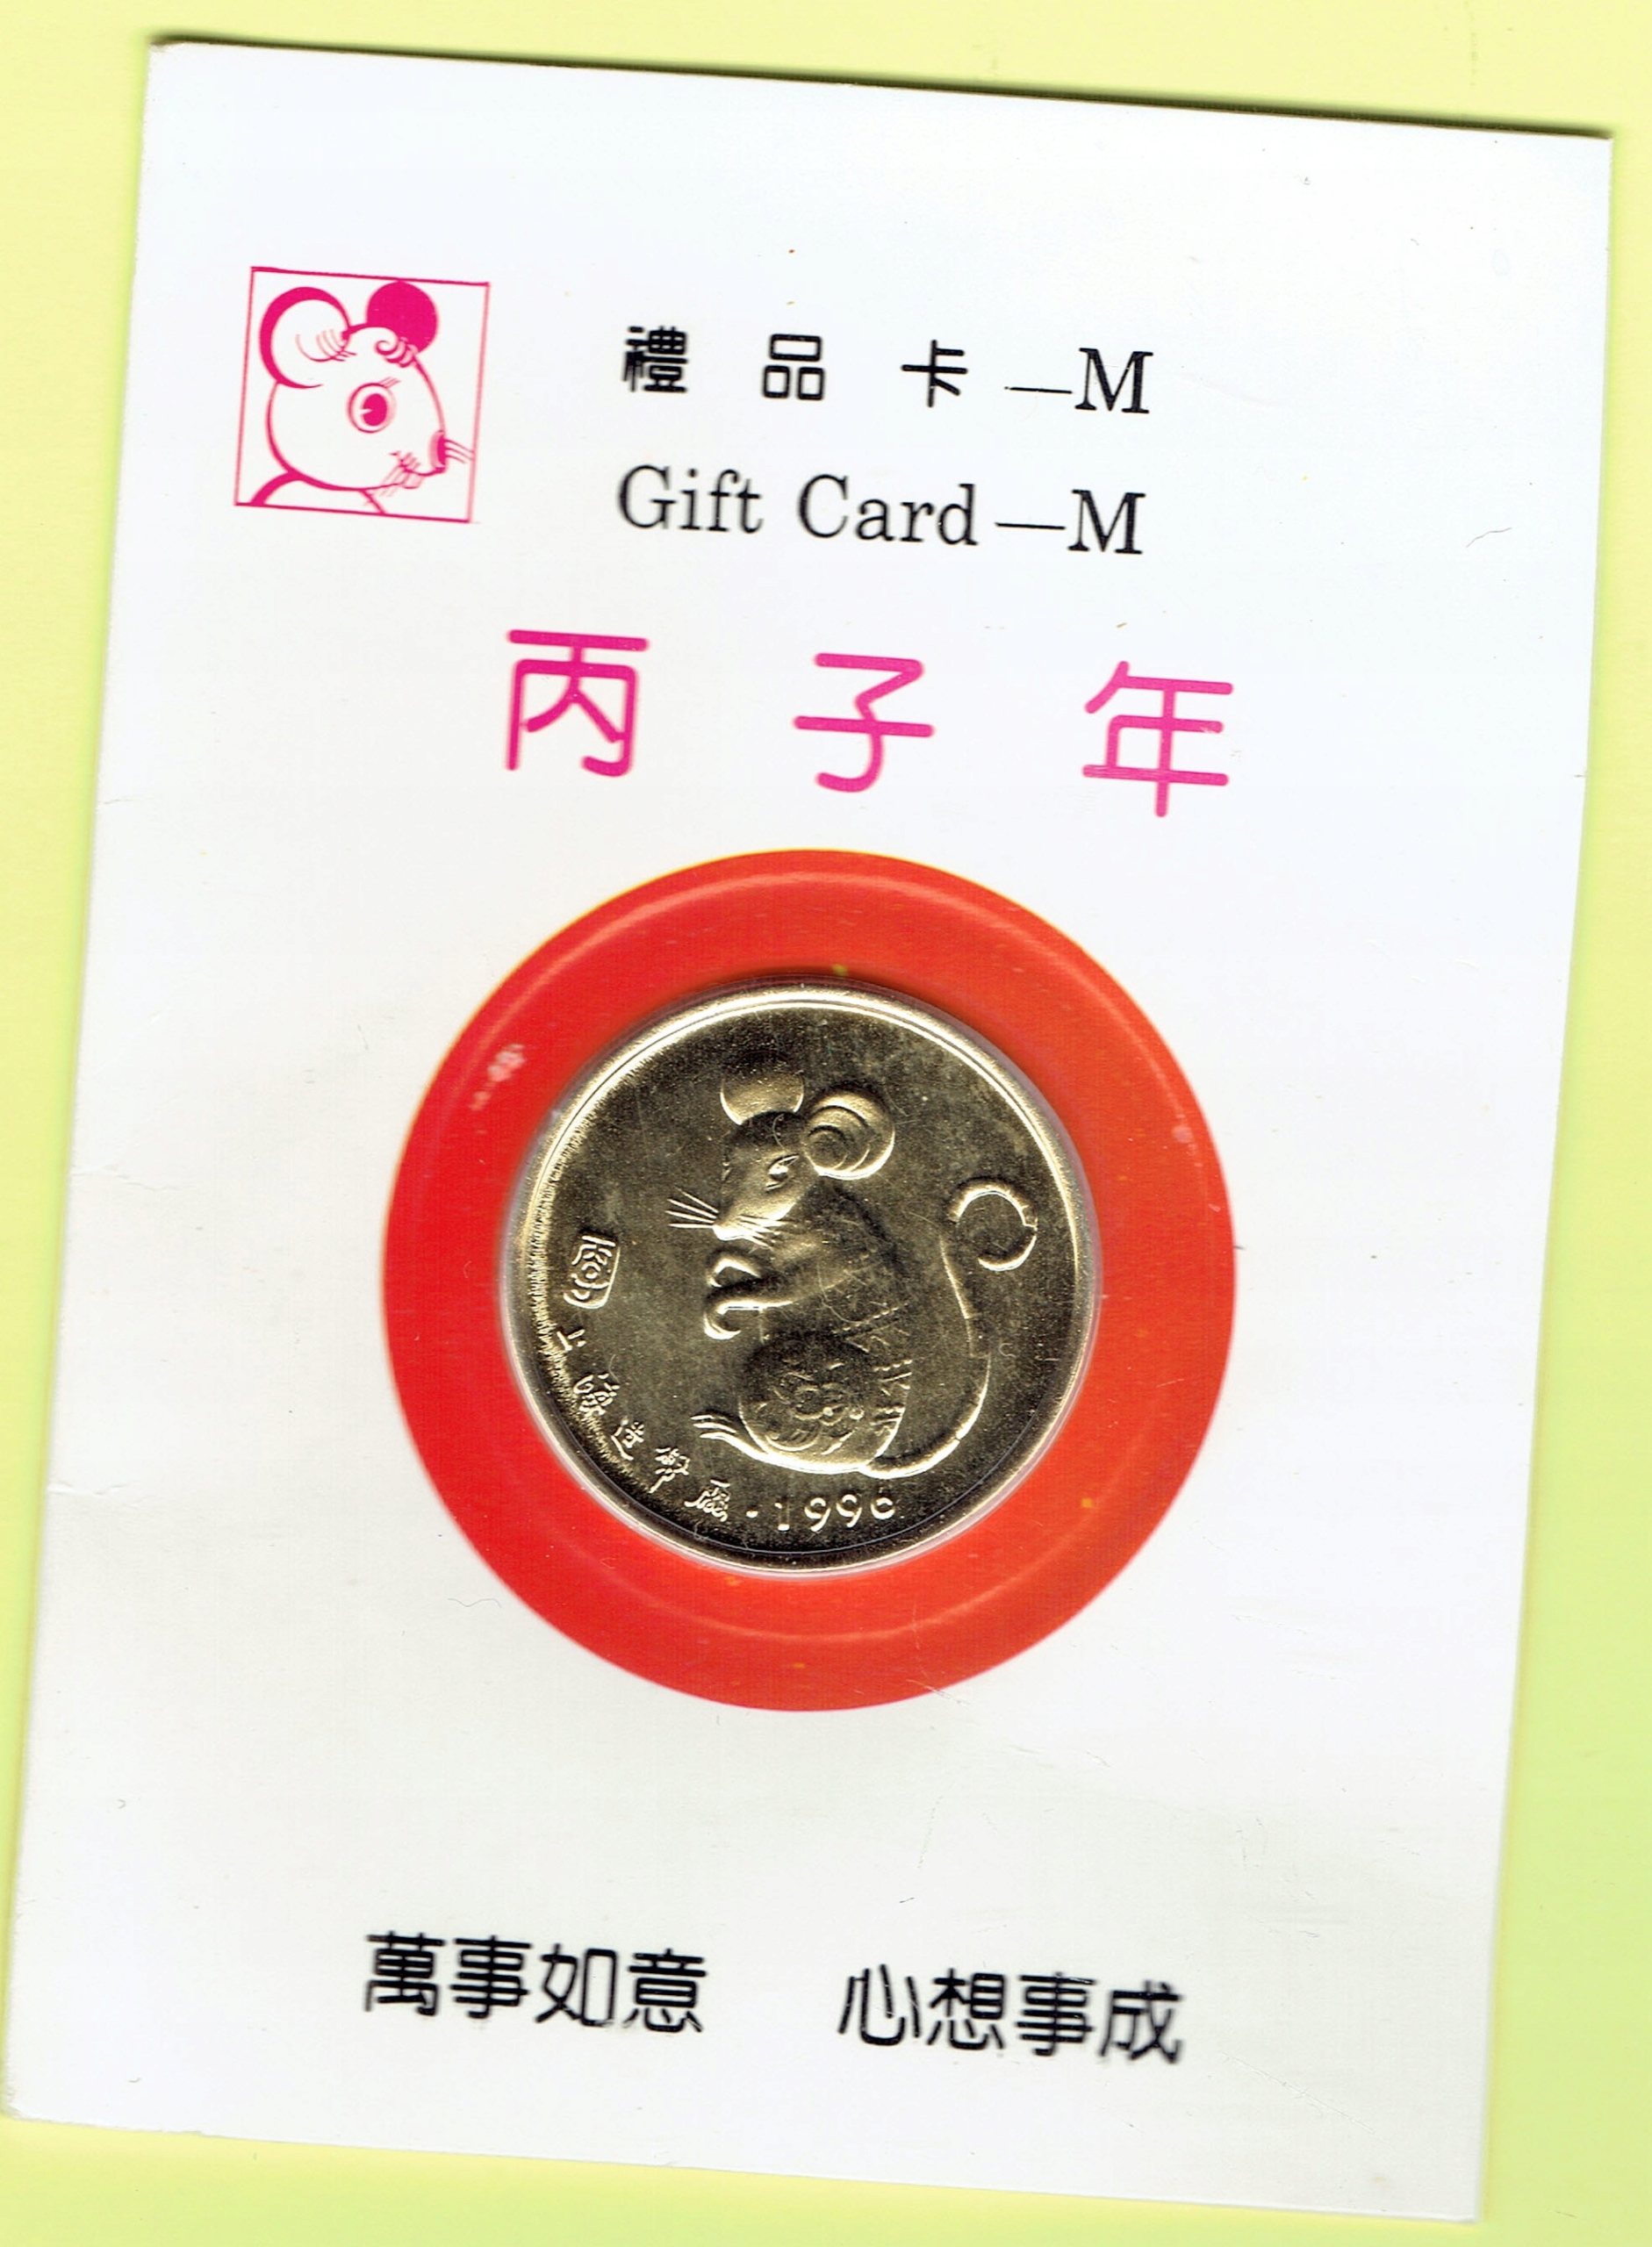 禮品卡—M
Gift Card—M
丙子年
上海造幣廠·1996
萬事如意 心想事成